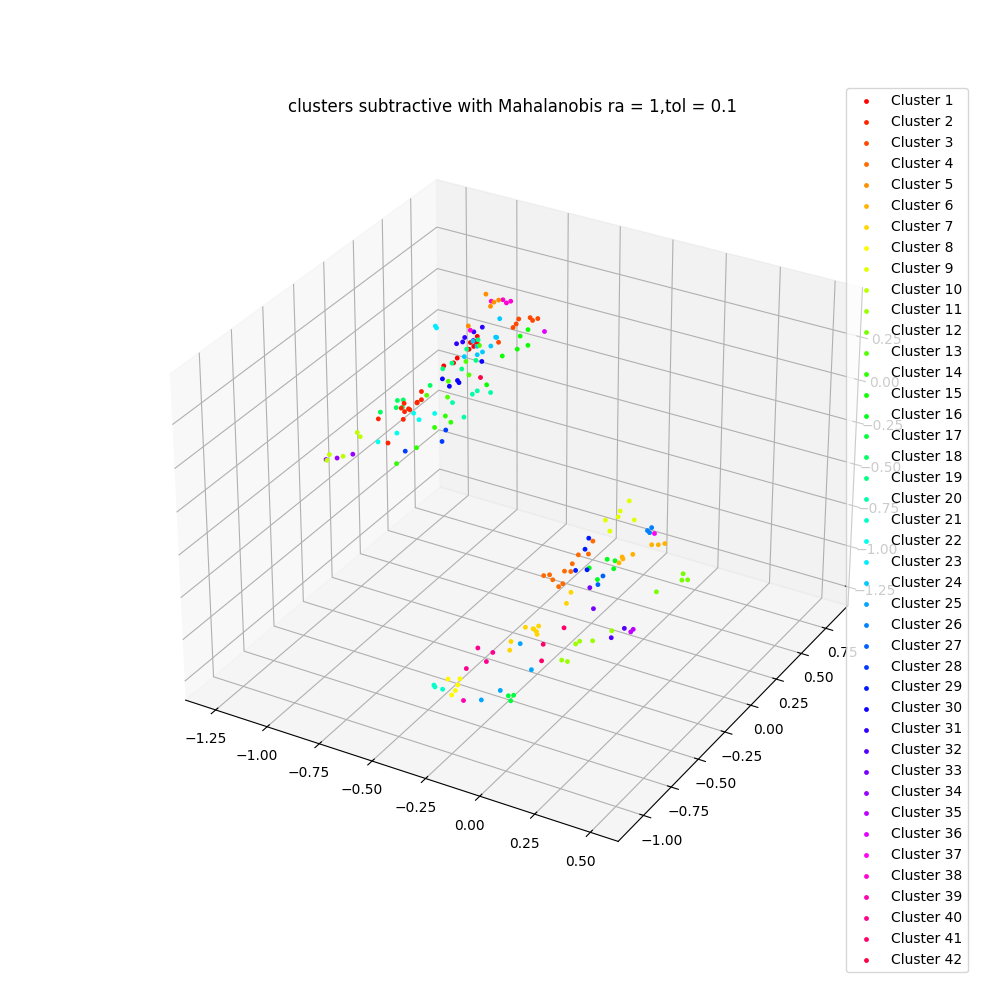 clusters subtractive with Mahalanobis ra = 1,tol = 0.1
Cluster 1
Cluster 2
Cluster 3
Cluster 4
Cluster 5
Cluster 6
Cluster 7
Cluster 8
Cluster 9
Cluster 10
Cluster 11
Cluster 12
Cluster 13
Cluster 14
Cluster 15
Cluster 16
Cluster 17
Cluster 18
Cluster 19
Cluster 20
Cluster 21
Cluster 22
Cluster 23
Cluster 24
Cluster 25
Cluster 26
Cluster 27
Cluster 28
Cluster 29
Cluster 30
Cluster 31
Cluster 32
Cluster 33
Cluster 34
Cluster 35
Cluster 36
Cluster 37
Cluster 38
Cluster 39
Cluster 40
Cluster 41
Cluster 42
0.25
0.00
−0.25
−0.50
−0.75
−1.00
−1.25
0.75
0.50
0.25
0.00
−0.25
−0.50
−0.75
−1.00
−1.25
−1.00
−0.75
−0.50
−0.25
0.00
0.25
0.50